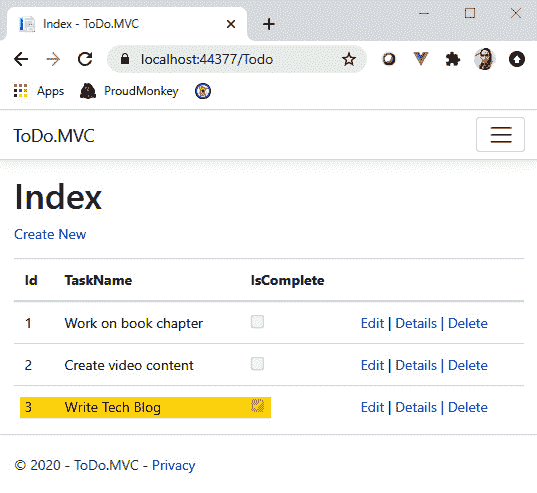 Index - ToDo.MVC
localhost:44377/Todo
Apps ProudMonkey
ToDo.MVC
Index
Create New
Id TaskName IsComplete
1 Work on book chapter Edit | Details | Delete
2 Create video content Edit | Details | Delete
3 Write Tech Blog Edit | Details | Delete
© 2020 - ToDo.MVC - Privacy